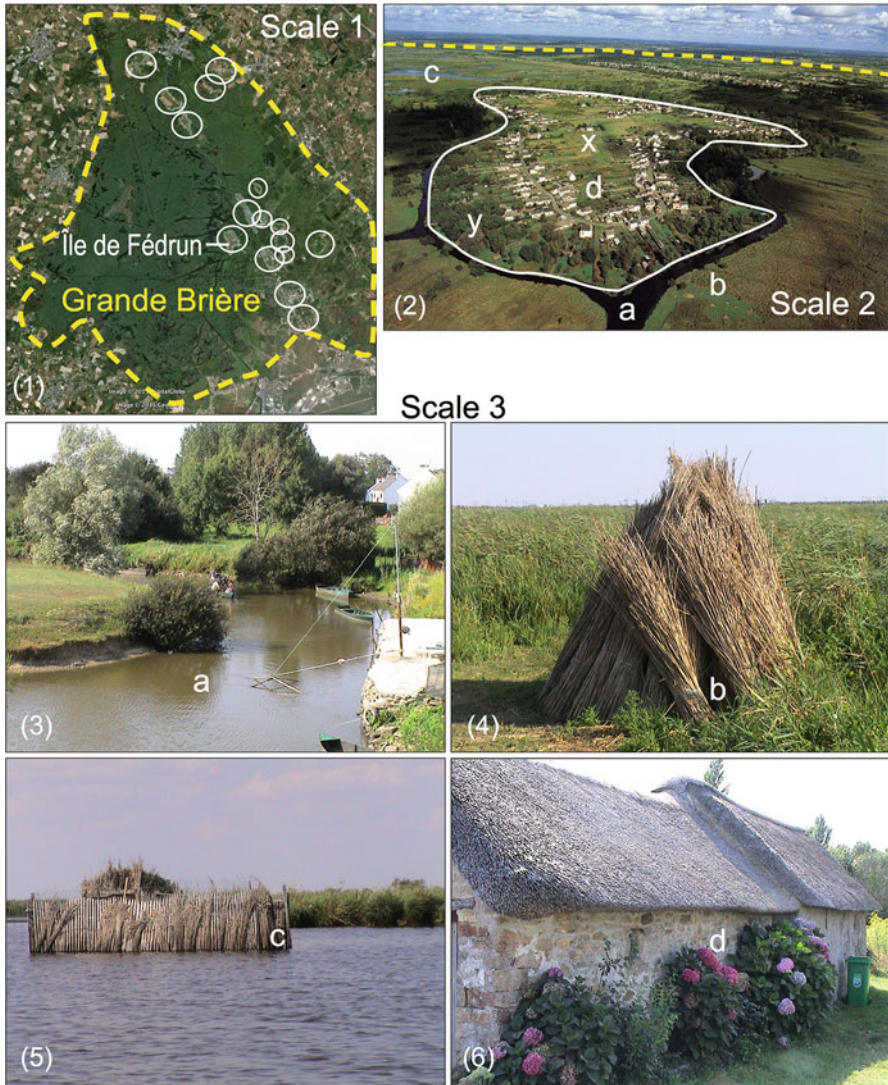 Scale 1
Île de Fédrun
Grande Brière
(1)
c
x
d
y
b
a
(2)
Scale 2
Scale 3
a
(3)
b
(4)
c
(5)
d
(6)